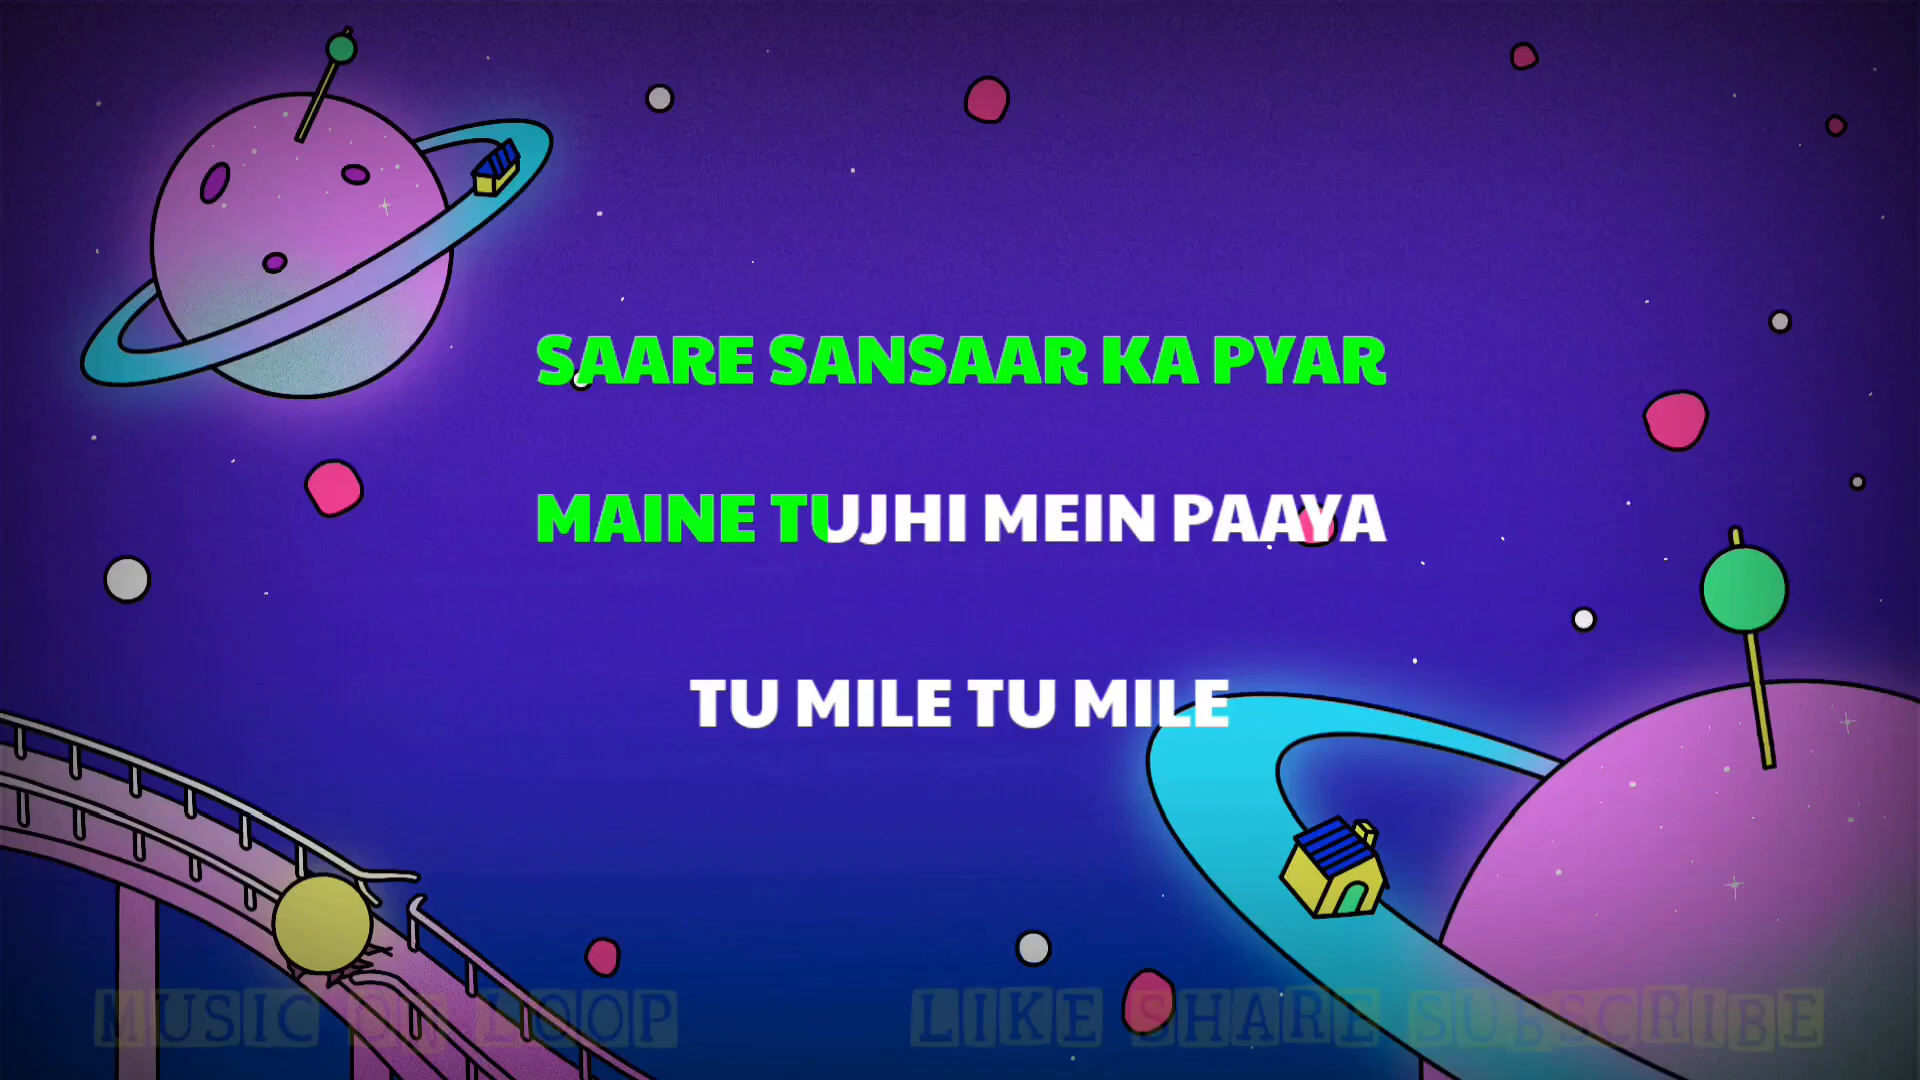 SAARE SANSAAR KA PYAR
MAINE TUJHI MEIN PAAYA
TU MILE TU MILE
MUSIC ON LOOP
LIKE SHARE SUBSCRIBE